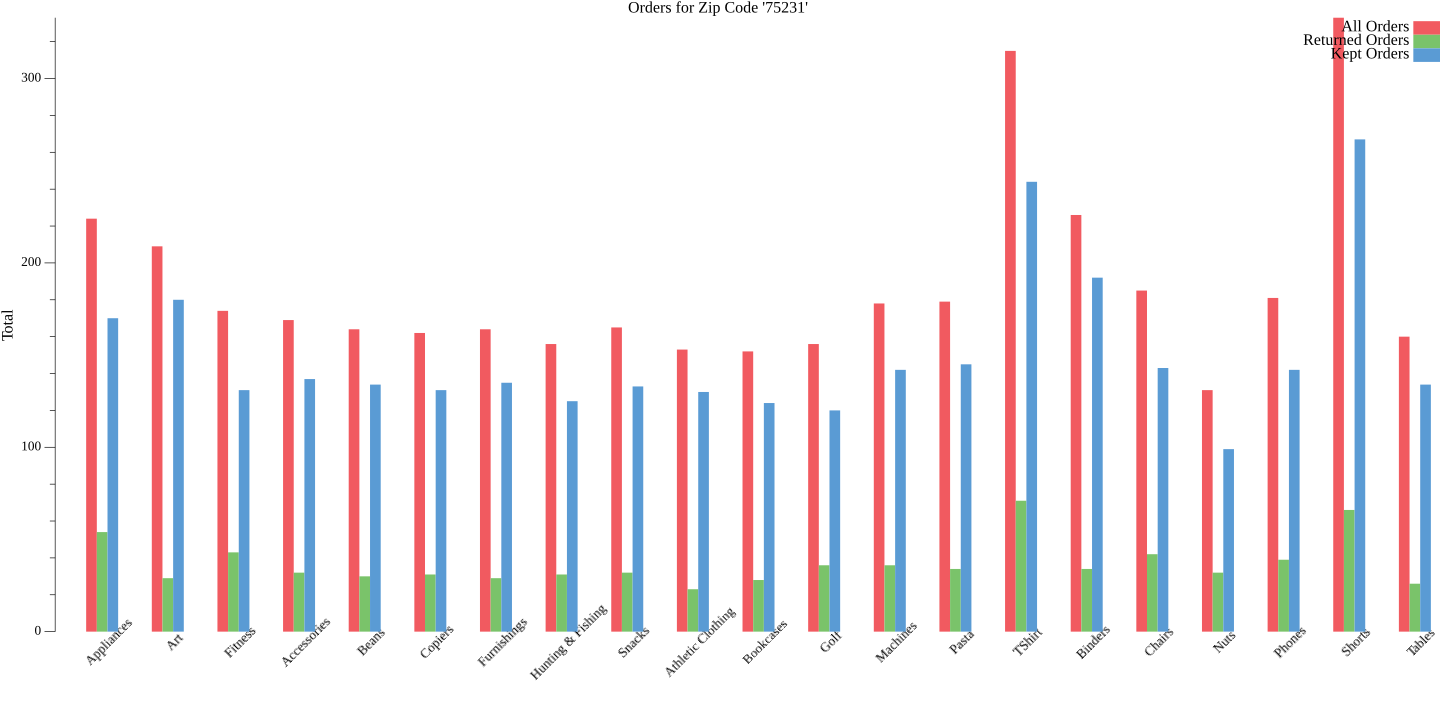 Orders for Zip Code '75231'
All Orders
Returned Orders
Kept Orders
Total
300
200
100
0
Appliances
Art
Fitness
Accessories
Beans
Copiers
Furnishings
Hunting & Fishing
Snacks
Athletic Clothing
Bookcases
Golf
Machines
Pasta
TShirt
Binders
Chairs
Nuts
Phones
Shorts
Tables